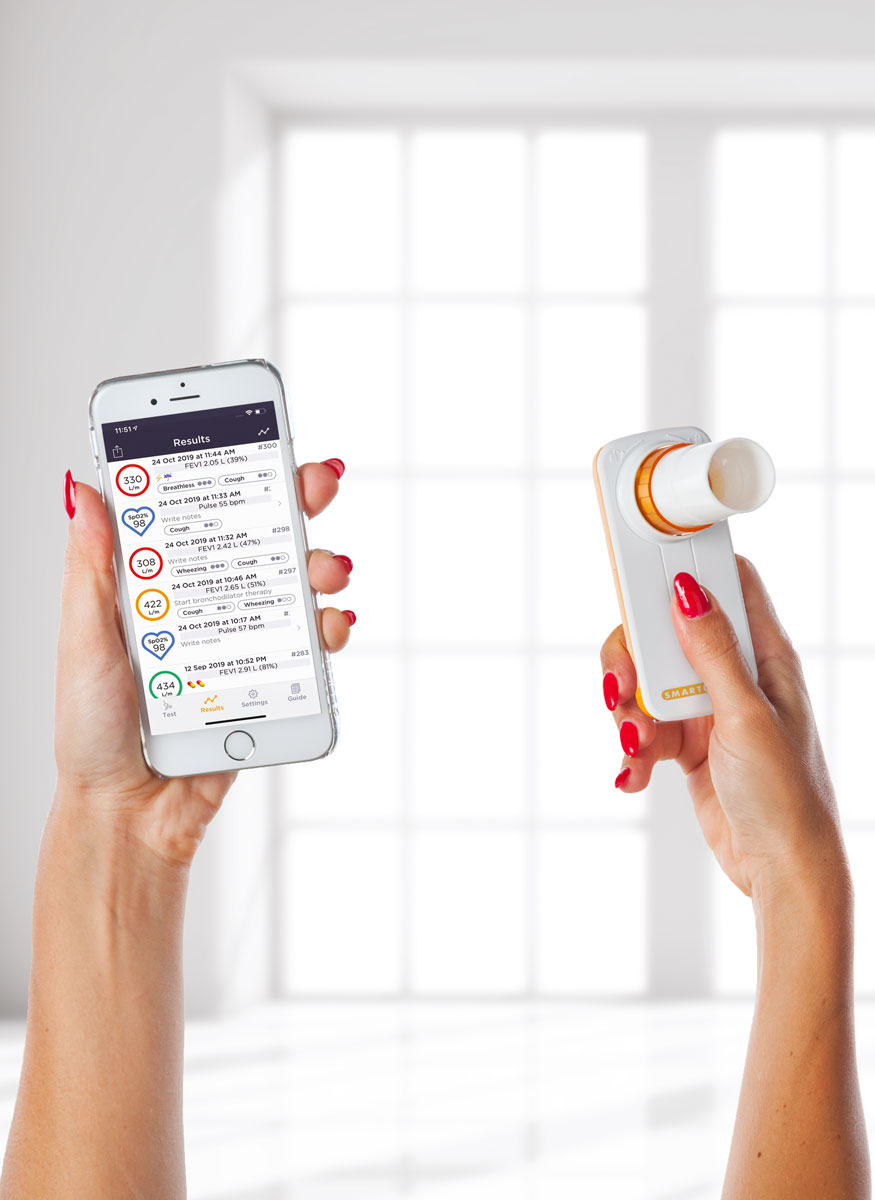 11:51
Results
24 Oct 2019 at 11:44 AM #300
330 L/m
FEV1 2.05 L (39%)
Breathless Cough
24 Oct 2019 at 11:33 AM #:
SpO2% 98
Pulse 55 bpm
Write notes
Cough
24 Oct 2019 at 11:32 AM #298
308 L/m
FEV1 2.42 L (47%)
Write notes
Wheezing Cough
24 Oct 2019 at 10:46 AM #297
422 L/m
FEV1 2.65 L (51%)
Start bronchodilator therapy
Cough Wheezing
24 Oct 2019 at 10:17 AM #:
SpO2% 98
Pulse 57 bpm
Write notes
12 Sep 2019 at 10:52 PM #283
434 L/m
FEV1 2.91 L (81%)
Test Results Settings Guide
SMART